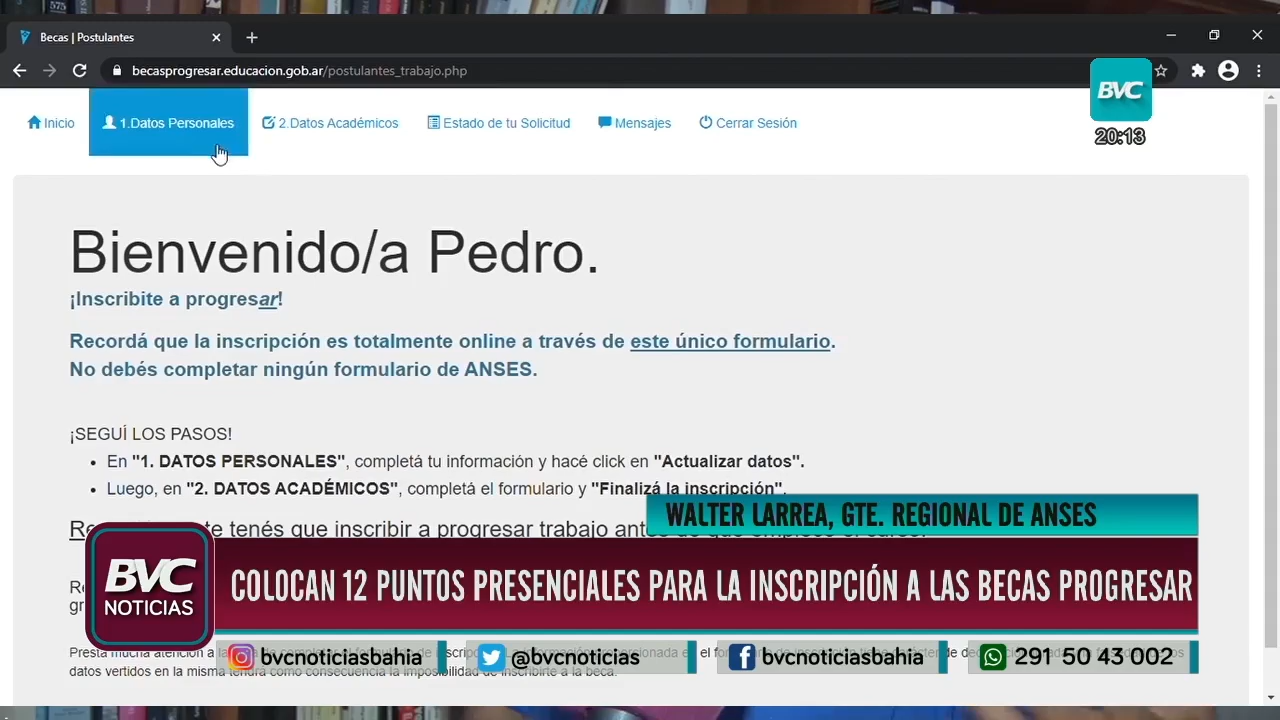 Becas | Postulantes
becasprogresar.educacion.gob.ar/postulantes_trabajo.php
BVC
20:13
Inicio
1.Datos Personales
2.Datos Académicos
Estado de tu Solicitud
Mensajes
Cerrar Sesión
Bienvenido/a Pedro.
¡Inscribite a progresar!
Recordá que la inscripción es totalmente online a través de este único formulario.
No debés completar ningún formulario de ANSES.
¡SEGUÍ LOS PASOS!
• En "1. DATOS PERSONALES", completá tu información y hacé click en "Actualizar datos".
• Luego, en "2. DATOS ACADÉMICOS", completá el formulario y "Finalizá la inscripción".
te tenés que inscribir a progresar trabajo
WALTER LARREA, GTE. REGIONAL DE ANSES
BVC
NOTICIAS
COLOCAN 12 PUNTOS PRESENCIALES PARA LA INSCRIPCIÓN A LAS BECAS PROGRESAR
bvcnoticiasbahia
@bvcnoticias
bvcnoticiasbahia
291 50 43 002
Presta mucha atención a
datos vertidos en la misma tendrá como consecuencia la imposibilidad de inscribirte a la beca.